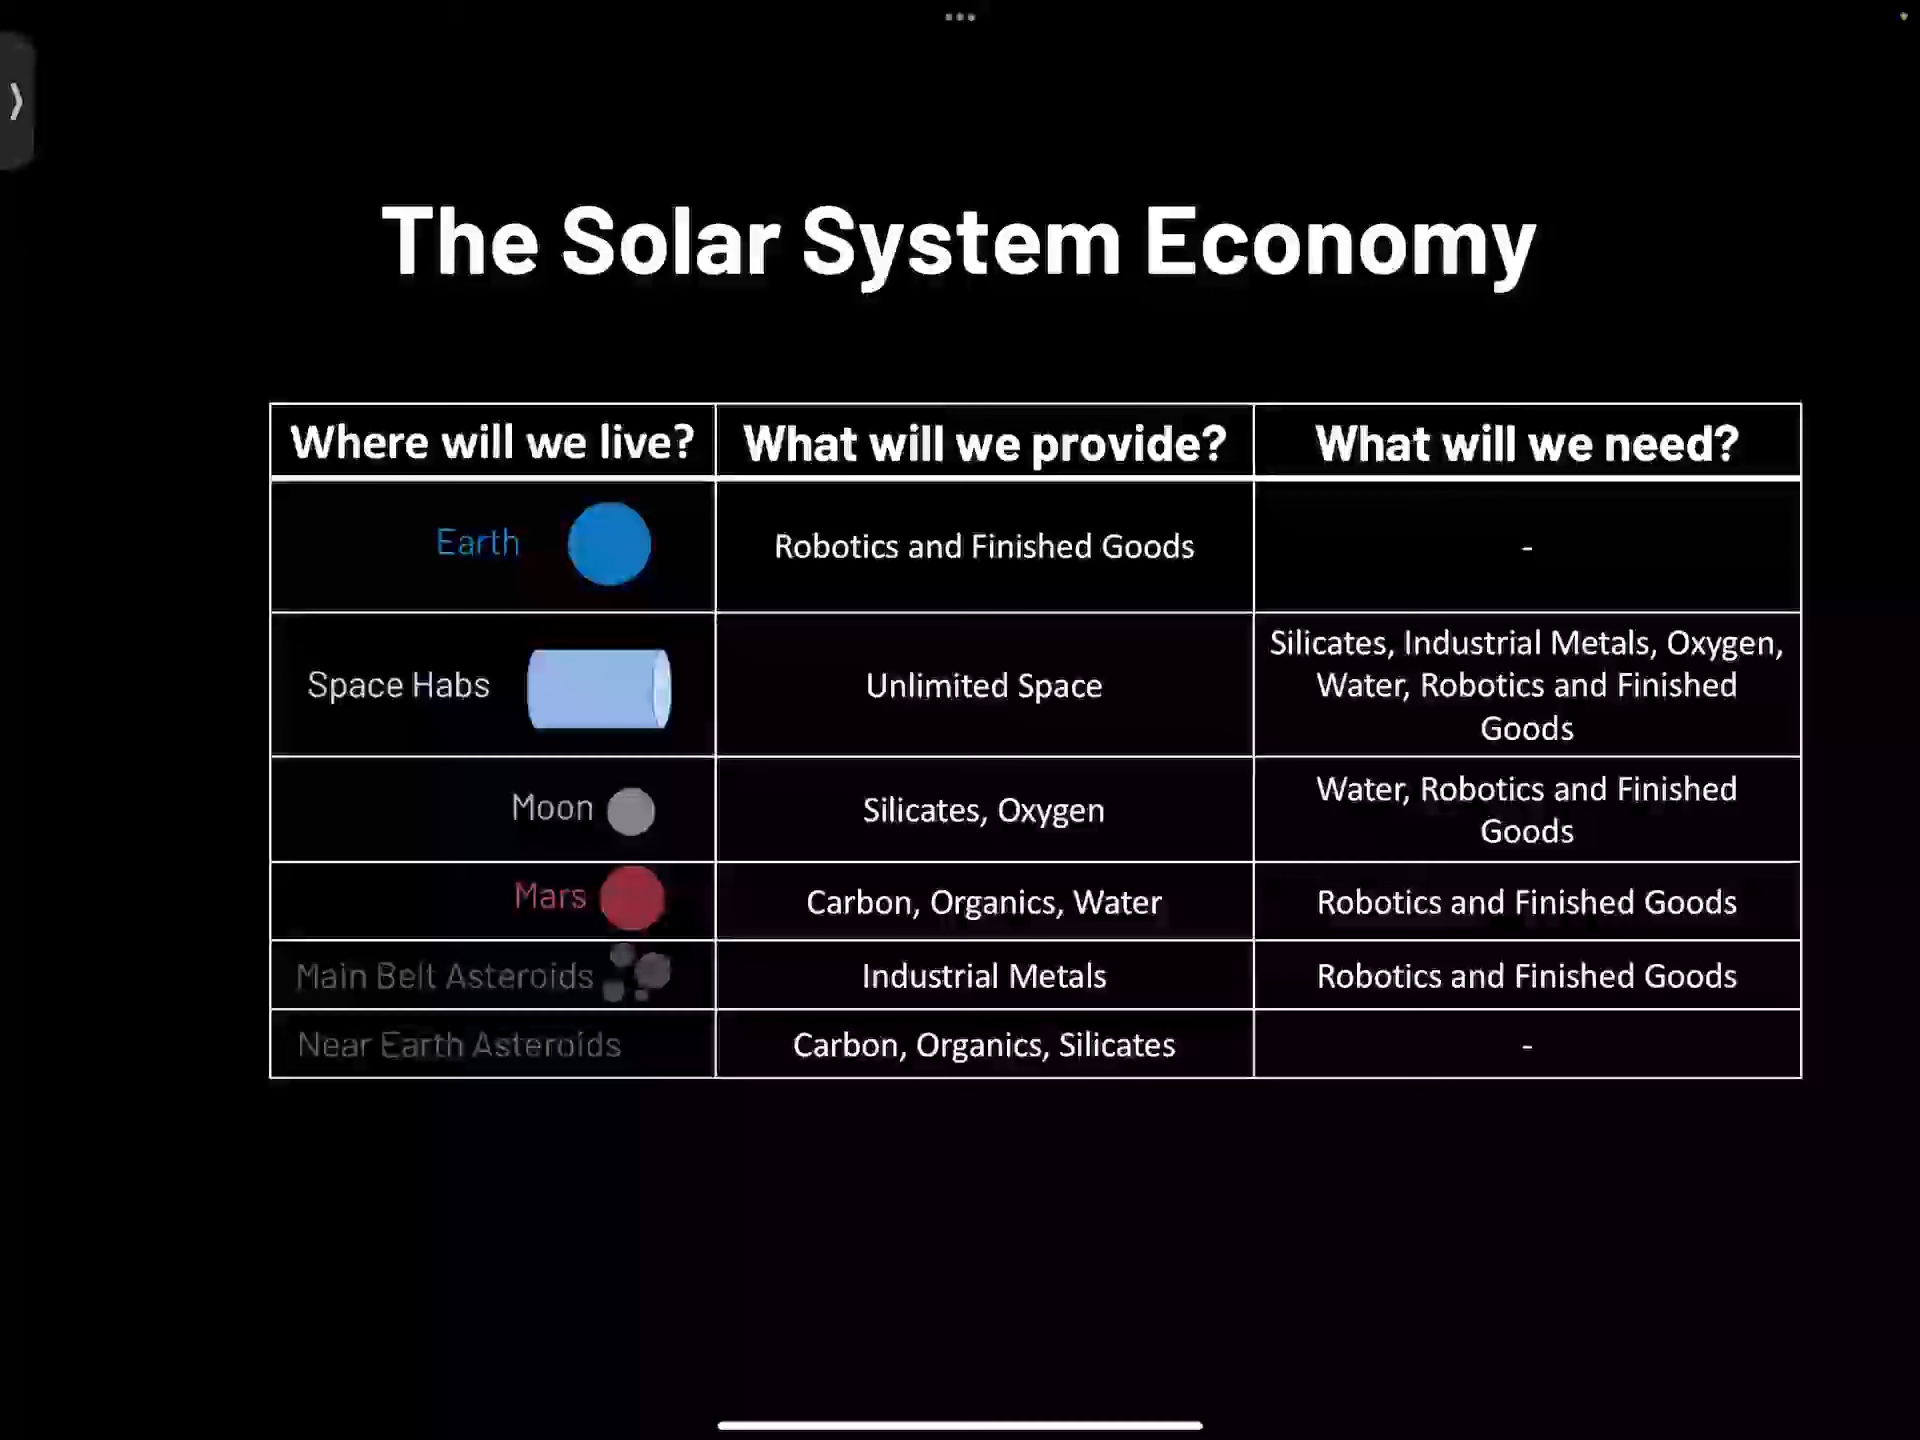 The Solar System Economy
Where will we live? What will we provide? What will we need?
Earth Robotics and Finished Goods -
Space Habs Unlimited Space Silicates, Industrial Metals, Oxygen,
Water, Robotics and Finished
Goods
Moon Silicates, Oxygen Water, Robotics and Finished
Goods
Mars Carbon, Organics, Water Robotics and Finished Goods
Main Belt Asteroids Industrial Metals Robotics and Finished Goods
Near Earth Asteroids Carbon, Organics, Silicates -